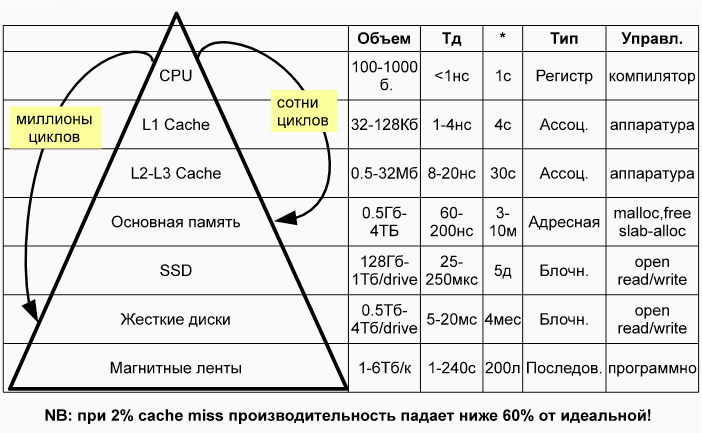 Объем Тд * Тип Управл.
CPU 100-1000 б. <1нс 1с Регистр компилятор
миллионы циклов
сотни циклов
L1 Cache 32-128Кб 1-4нс 4с Ассоц. аппаратура
L2-L3 Cache 0.5-32Мб 8-20нс 30с Ассоц. аппаратура
Основная память 0.5Гб-4ТБ 60-200нс 3-10м Адресная malloc,free slab-alloc
SSD 128Гб-1Тб/drive 25-250мкс 5д Блочн. open read/write
Жесткие диски 0.5Тб-4Тб/drive 5-20мс 4мес Блочн. open read/write
Магнитные ленты 1-6Тб/к 1-240с 200л Последов. программно
NB: при 2% cache miss производительность падает ниже 60% от идеальной!